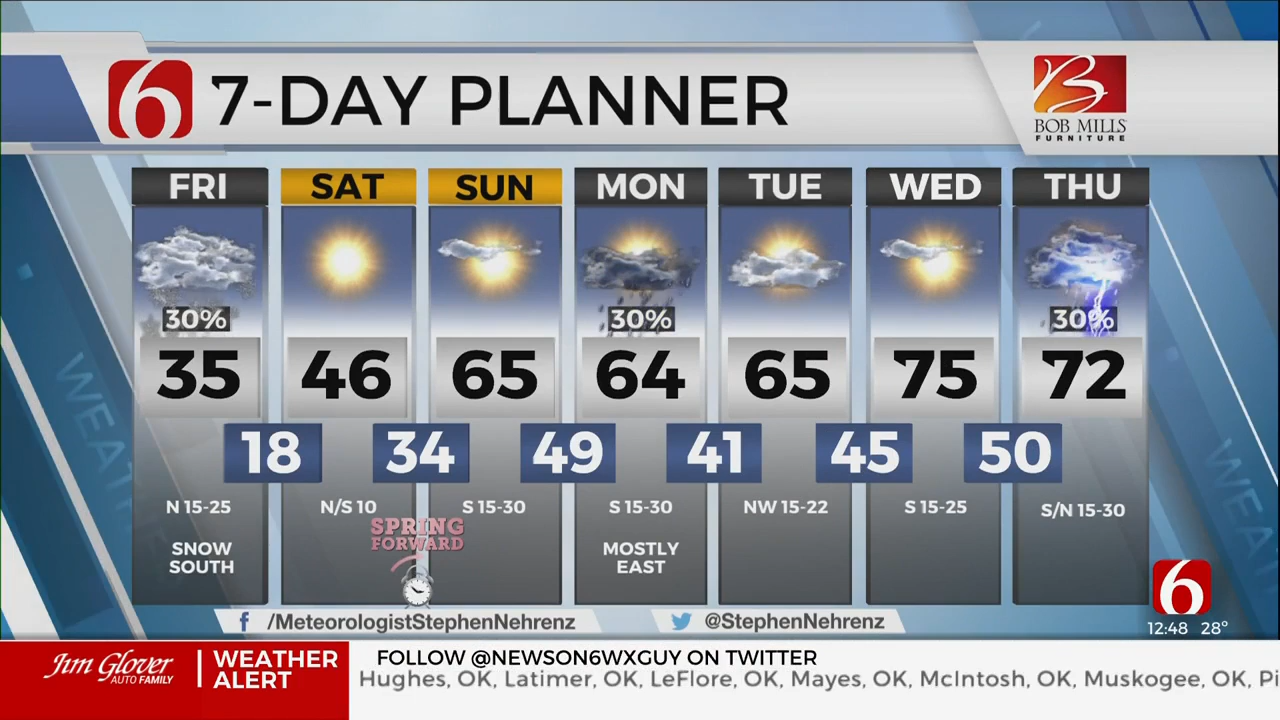 6 7-DAY PLANNER
B
BOB MILLS
FURNITURE
FRI SAT SUN MON TUE WED THU
30% 30% 30%
35 46 65 64 65 75 72
18 34 49 41 45 50
N 15-25 N/S 10 S 15-30 S 15-30 NW 15-22 S 15-25 S/N 15-30
SPRING
FORWARD
SNOW
SOUTH
MOSTLY
EAST
6
f /MeteorologistStephenNehrenz @StephenNehrenz
12:48 28°
Jim Glover
AUTO FAMILY
WEATHER
ALERT
FOLLOW @NEWSON6WXGUY ON TWITTER
Hughes, OK, Latimer, OK, LeFlore, OK, Mayes, OK, McIntosh, OK, Muskogee, OK, Pi
WEATHER